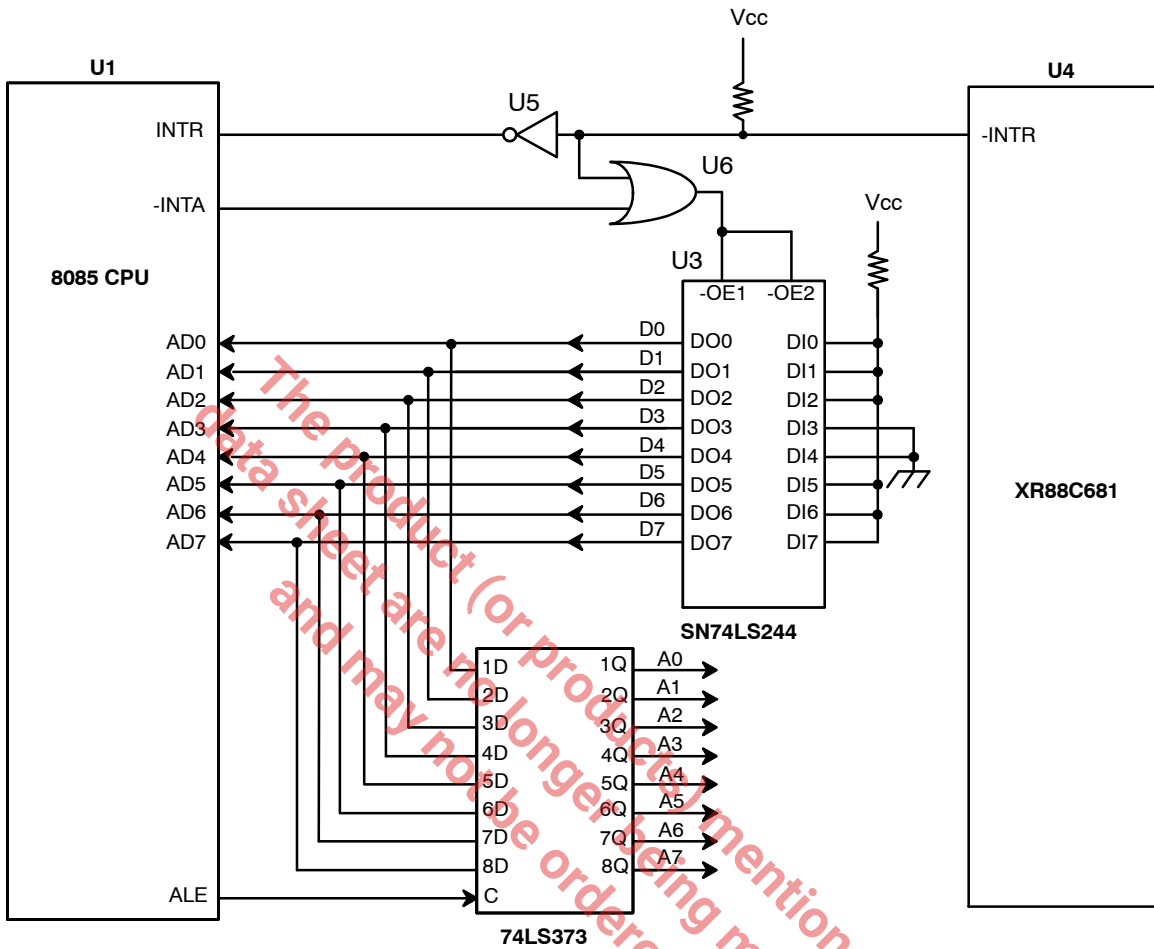 Vcc
U1
U4
U5
INTR
-INTR
U6
-INTA
Vcc
8085 CPU
U3
-OE1 -OE2
AD0 D0 DO0 DI0
AD1 D1 DO1 DI1
AD2 D2 DO2 DI2
AD3 D3 DO3 DI3
AD4 D4 DO4 DI4
AD5 D5 DO5 DI5
AD6 D6 DO6 DI6
AD7 D7 DO7 DI7
XR88C681
SN74LS244
1D 1Q A0
2D 2Q A1
3D 3Q A2
4D 4Q A3
5D 5Q A4
6D 6Q A5
7D 7Q A6
8D 8Q A7
ALE C
74LS373
The product (or products) mention
data sheet are no longer being m
and may not be ordere